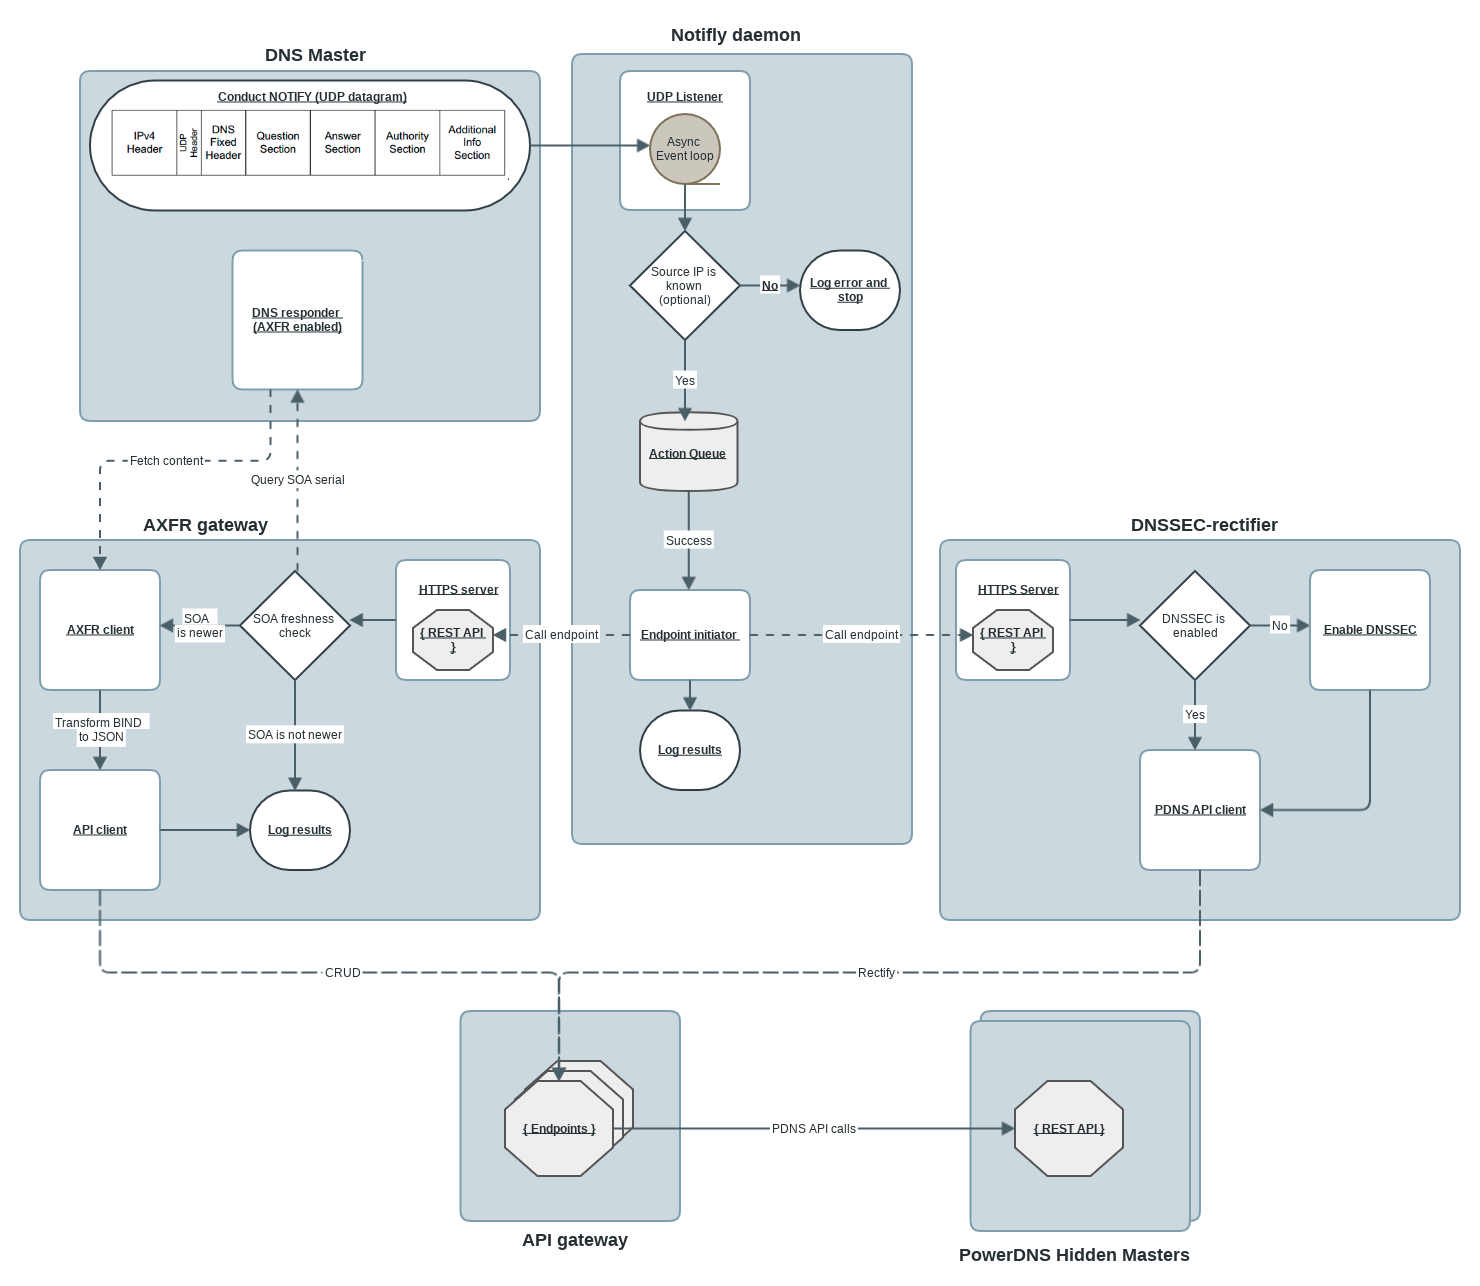 Notifly daemon
DNS Master
Conduct NOTIFY (UDP datagram)
IPv4
Header
UDP
Header
DNS
Fixed
Header
Question
Section
Answer
Section
Authority
Section
Additional
Info
Section
.
UDP Listener
Async
Event loop
DNS responder
(AXFR enabled)
Source IP is
known
(optional)
No
Log error and
stop
Yes
Action Queue
Fetch content
Query SOA serial
Success
AXFR gateway
DNSSEC-rectifier
AXFR client
SOA
is newer
SOA freshness
check
HTTPS server
{ REST API
}
Call endpoint
Endpoint initiator
Call endpoint
HTTPS Server
{ REST API
}
DNSSEC is
enabled
No
Enable DNSSEC
Transform BIND
to JSON
SOA is not newer
Log results
Yes
API client
Log results
PDNS API client
CRUD
Rectify
{ Endpoints }
PDNS API calls
{ REST API }
API gateway
PowerDNS Hidden Masters